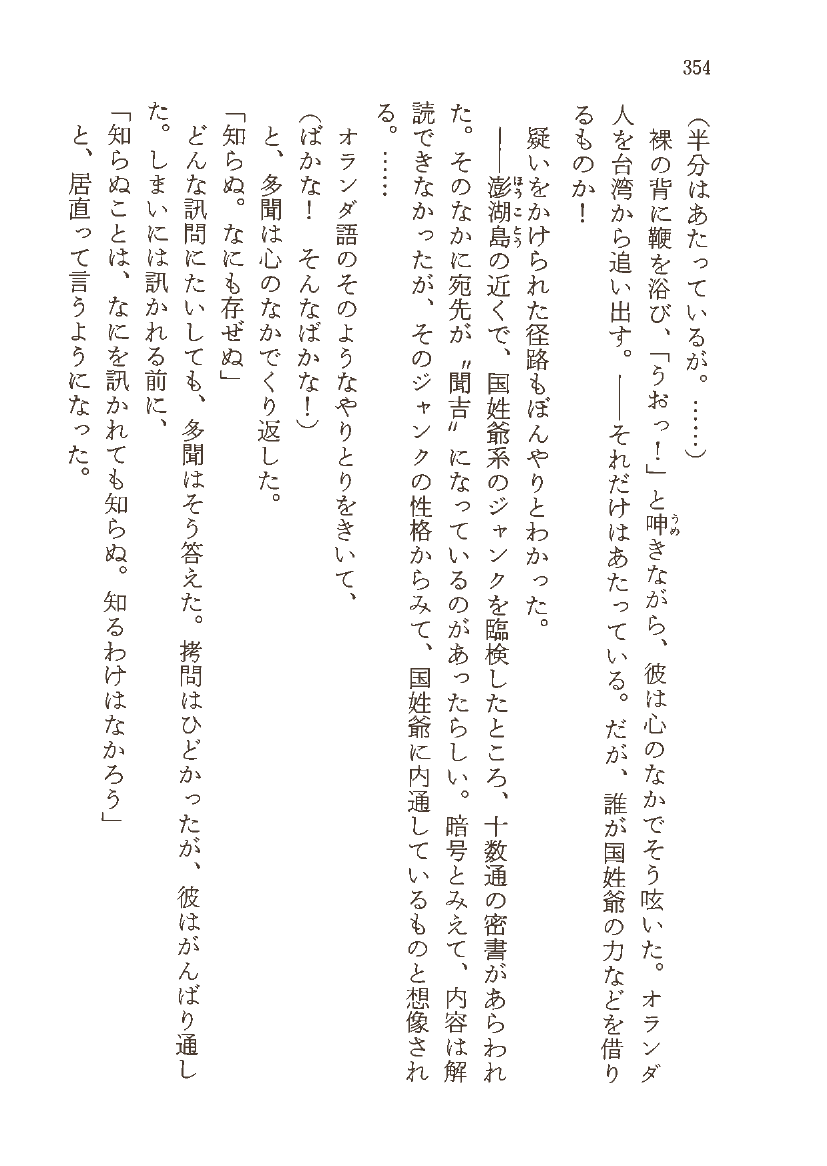 354
(半分はあたっているが。……)
裸の背に鞭を浴び、「うおっ!」と呻きながら、彼は心のなかでそう呟いた。オランダ
人を台湾から追い出す。――それだけはあたっている。だが、誰が国姓爺の力などを借り
るものか!
疑いをかけられた径路もぼんやりとわかった。
――澎湖島の近くで、国姓爺系のジャンクを臨検したところ、十数通の密書があらわれ
た。そのなかに宛先が〝聞吉〟になっているのがあったらしい。暗号とみえて、内容は解
読できなかったが、そのジャンクの性格からみて、国姓爺に内通しているものと想像され
る。……
オランダ語のそのようなやりとりをきいて、
(ばかな! そんなばかな!)
と、多聞は心のなかでくり返した。
「知らぬ。なにも存ぜぬ」
どんな訊問にたいしても、多聞はそう答えた。拷問はひどかったが、彼はがんばり通し
た。しまいには訊かれる前に、
「知らぬことは、なにを訊かれても知らぬ。知るわけはなかろう」
と、居直って言うようになった。